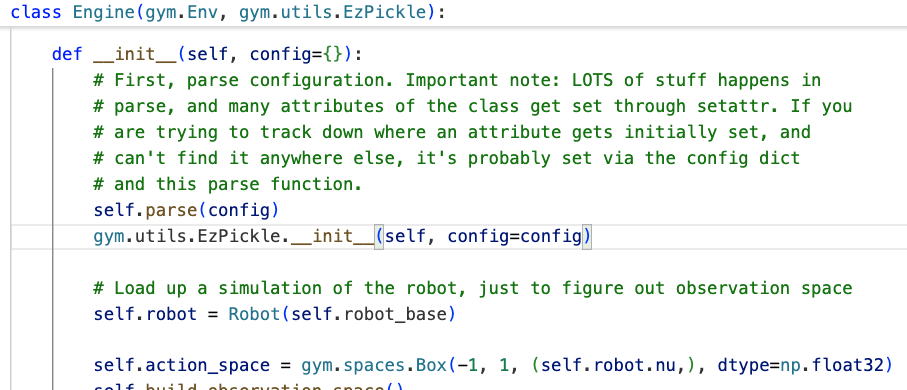 class Engine(gym.Env, gym.utils.EzPickle):
def __init__(self, config={}):
# First, parse configuration. Important note: LOTS of stuff happens in
# parse, and many attributes of the class get set through setattr. If you
# are trying to track down where an attribute gets initially set, and
# can't find it anywhere else, it's probably set via the config dict
# and this parse function.
self.parse(config)
gym.utils.EzPickle.__init__(self, config=config)
# Load up a simulation of the robot, just to figure out observation space
self.robot = Robot(self.robot_base)
self.action_space = gym.spaces.Box(-1, 1, (self.robot.nu,), dtype=np.float32)
self.build_observation_space()